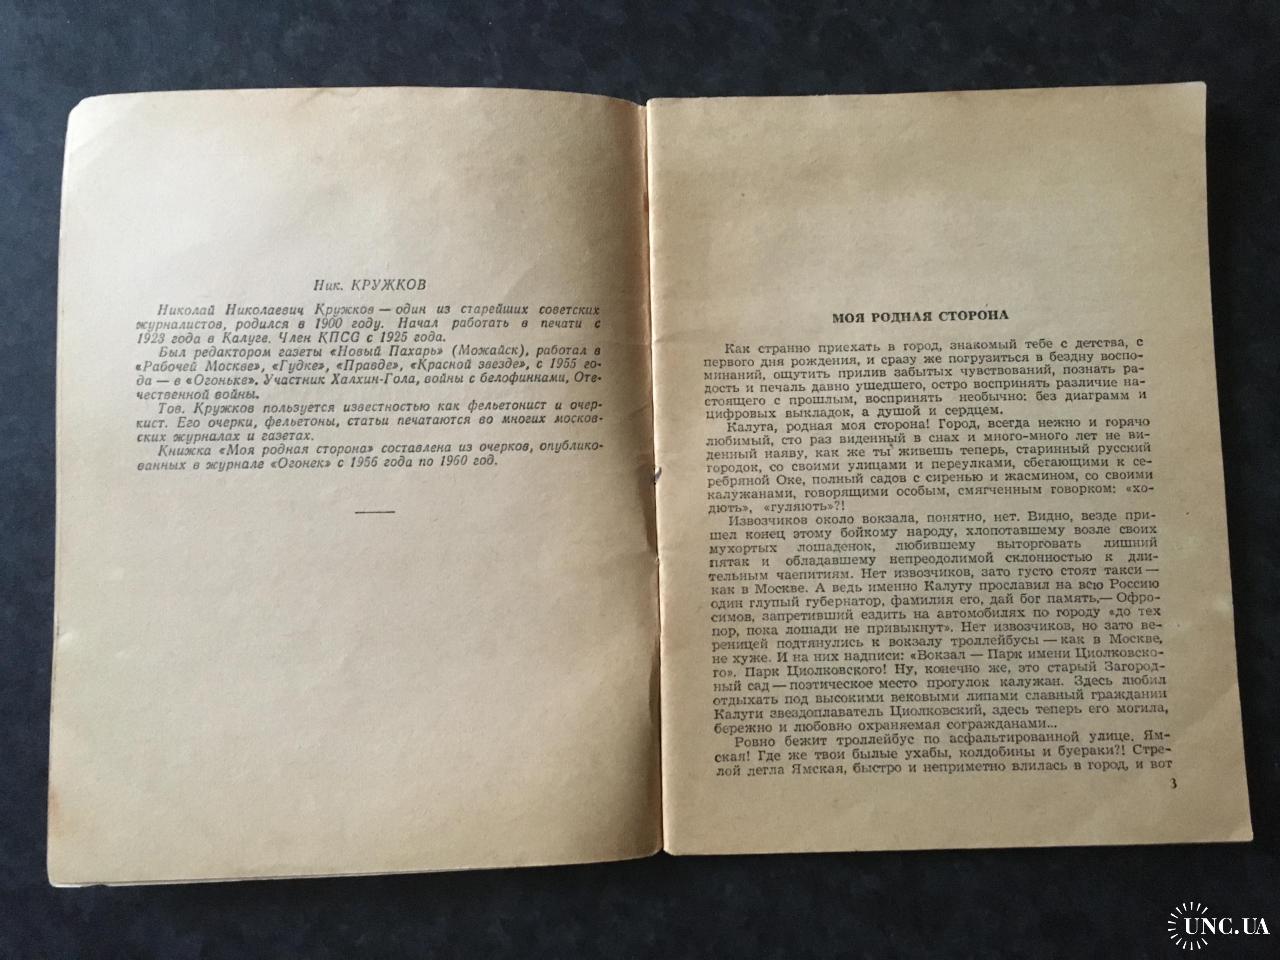 Ник. КРУЖКОВ
Николай Николаевич Кружков — один из старейших советских
журналистов, родился в 1900 году. Начал работать в печати с
1923 года в Калуге. Член КПСС с 1925 года.
Был редактором газеты «Новый Пахарь» (Можайск), работал в
«Рабочей Москве», «Гудке», «Правде», «Красной звезде», с 1955 го-
да — в «Огоньке». Участник Халхин-Гола, войны с белофиннами, Оте-
чественной войны.
Тов. Кружков пользуется известностью как фельетонист и очер-
кист. Его очерки, фельетоны, статьи печатаются во многих москов-
ских журналах и газетах.
Книжка «Моя родная сторона» составлена из очерков, опублико-
ванных в журнале «Огонек» с 1956 года по 1960 год.
МОЯ РОДНАЯ СТОРОНА
Как странно приехать в город, знакомый тебе с детства, с
первого дня рождения, и сразу же погрузиться в бездну воспо-
минаний, ощутить прилив забытых чувствований, познать ра-
дость и печаль давно ушедшего, остро воспринять различие на-
стоящего с прошлым, воспринять необычно: без диаграмм и
цифровых выкладок, а душой и сердцем.
Калуга, родная моя сторона! Город, всегда нежно и горячо
любимый, сто раз виденный в снах и много-много лет не ви-
денный наяву, как же ты живешь теперь, старинный русский
городок, со своими улицами и переулками, сбегающими к се-
ребряной Оке, полный садов с сиренью и жасмином, со своими
калужанами, говорящими особым, смягченным говорком: «хо-
дють», «гуляють»?!
Извозчиков около вокзала, понятно, нет. Видно, везде при-
шел конец этому бойкому народу, хлопотавшему возле своих
мухортых лошаденок, любившему выторговать лишний
пятак и обладавшему непреодолимой склонностью к дли-
тельным чаепитиям. Нет извозчиков, зато густо стоят такси —
как в Москве. А ведь именно Калугу прославил на всю Россию
один глупый губернатор, фамилия его, дай бог память,— Офро-
симов, запретивший ездить на автомобилях по городу «до тех
пор, пока лошади не привыкнут». Нет извозчиков, но зато ве-
реницей подтянулись к вокзалу троллейбусы — как в Москве,
не хуже. И на них надписи: «Вокзал — Парк имени Циолковско-
го». Парк Циолковского! Ну, конечно же, это старый Загород-
ный сад — поэтическое место прогулок калужан. Здесь любил
отдыхать под высокими вековыми липами славный гражданин
Калуги звездоплаватель Циолковский, здесь теперь его могила,
бережно и любовно охраняемая согражданами...
Ровно бежит троллейбус по асфальтированной улице. Ям-
ская! Где же твои былые ухабы, колдобины и буераки?! Стре-
лой легла Ямская, быстро и неприметно влилась в город, и вот
3
UNC.UA